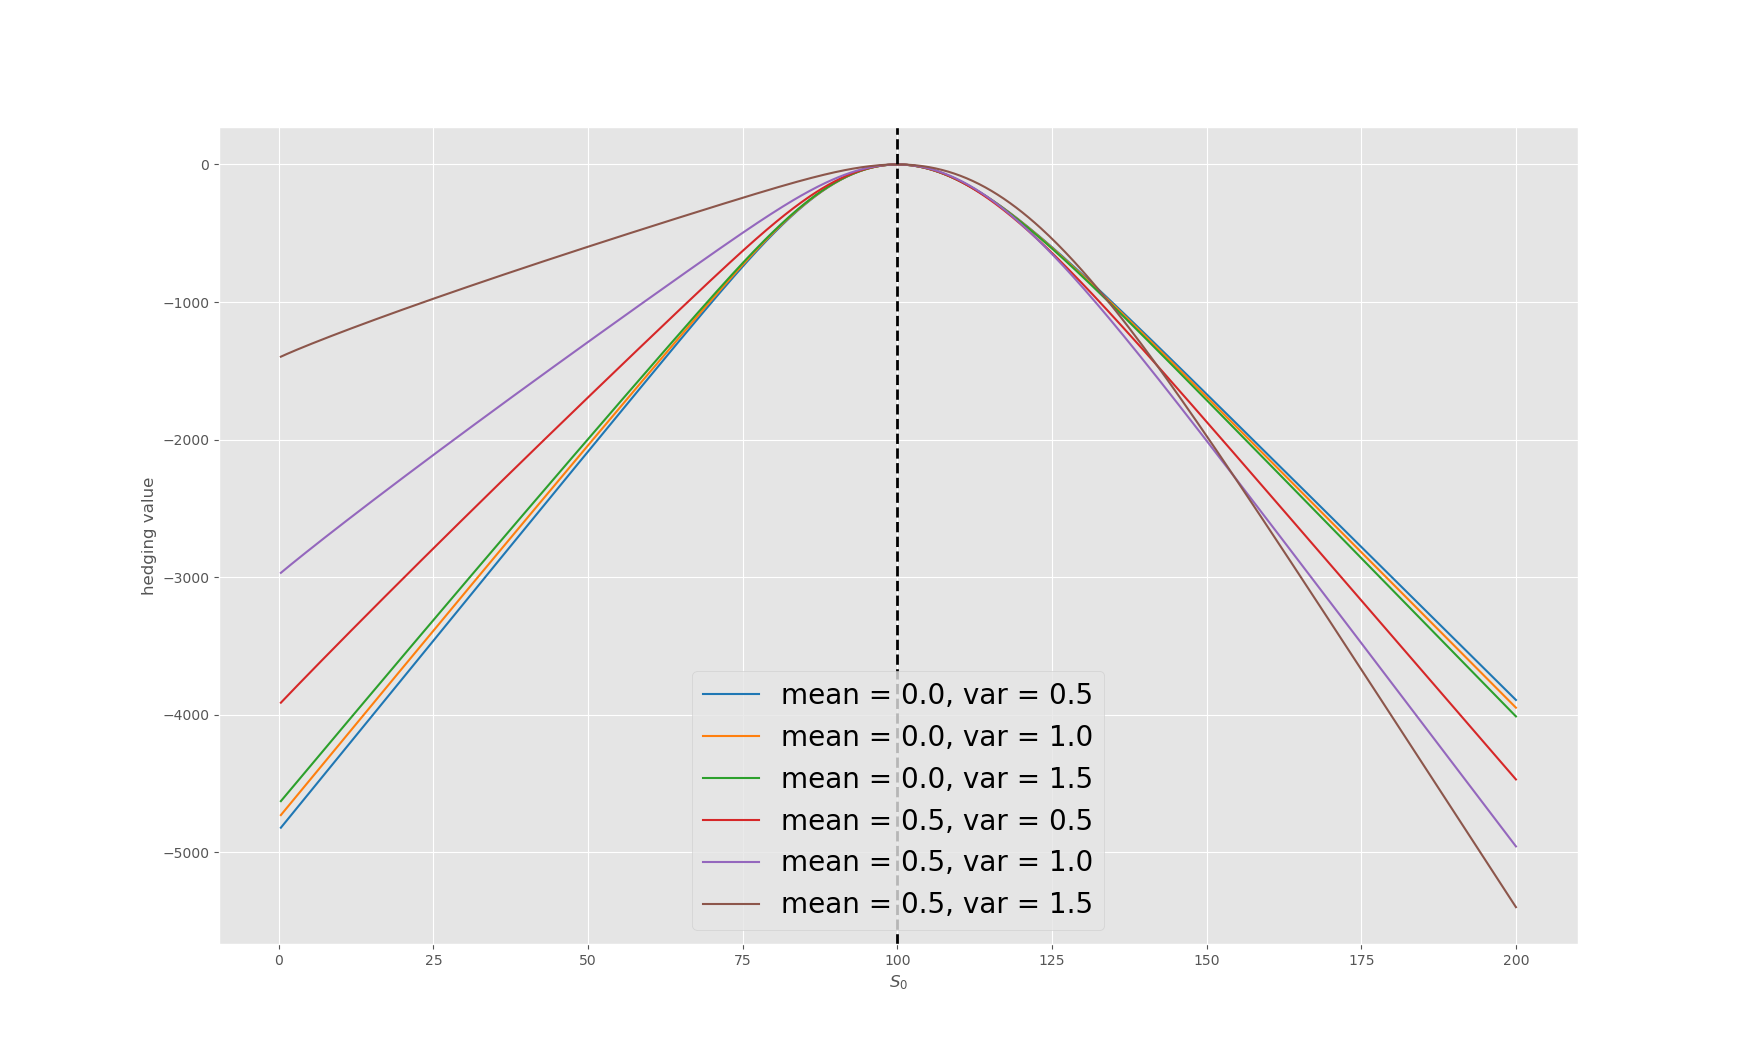 0
−1000
−2000
−3000
−4000
−5000
hedging value
mean = 0.0, var = 0.5
mean = 0.0, var = 1.0
mean = 0.0, var = 1.5
mean = 0.5, var = 0.5
mean = 0.5, var = 1.0
mean = 0.5, var = 1.5
0 25 50 75 100 125 150 175 200
S₀